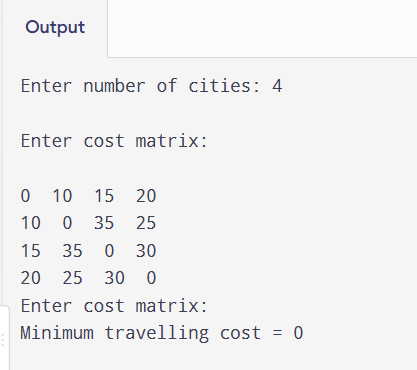 Output
Enter number of cities: 4
Enter cost matrix:
0 10 15 20
10 0 35 25
15 35 0 30
20 25 30 0
Enter cost matrix:
Minimum travelling cost = 0